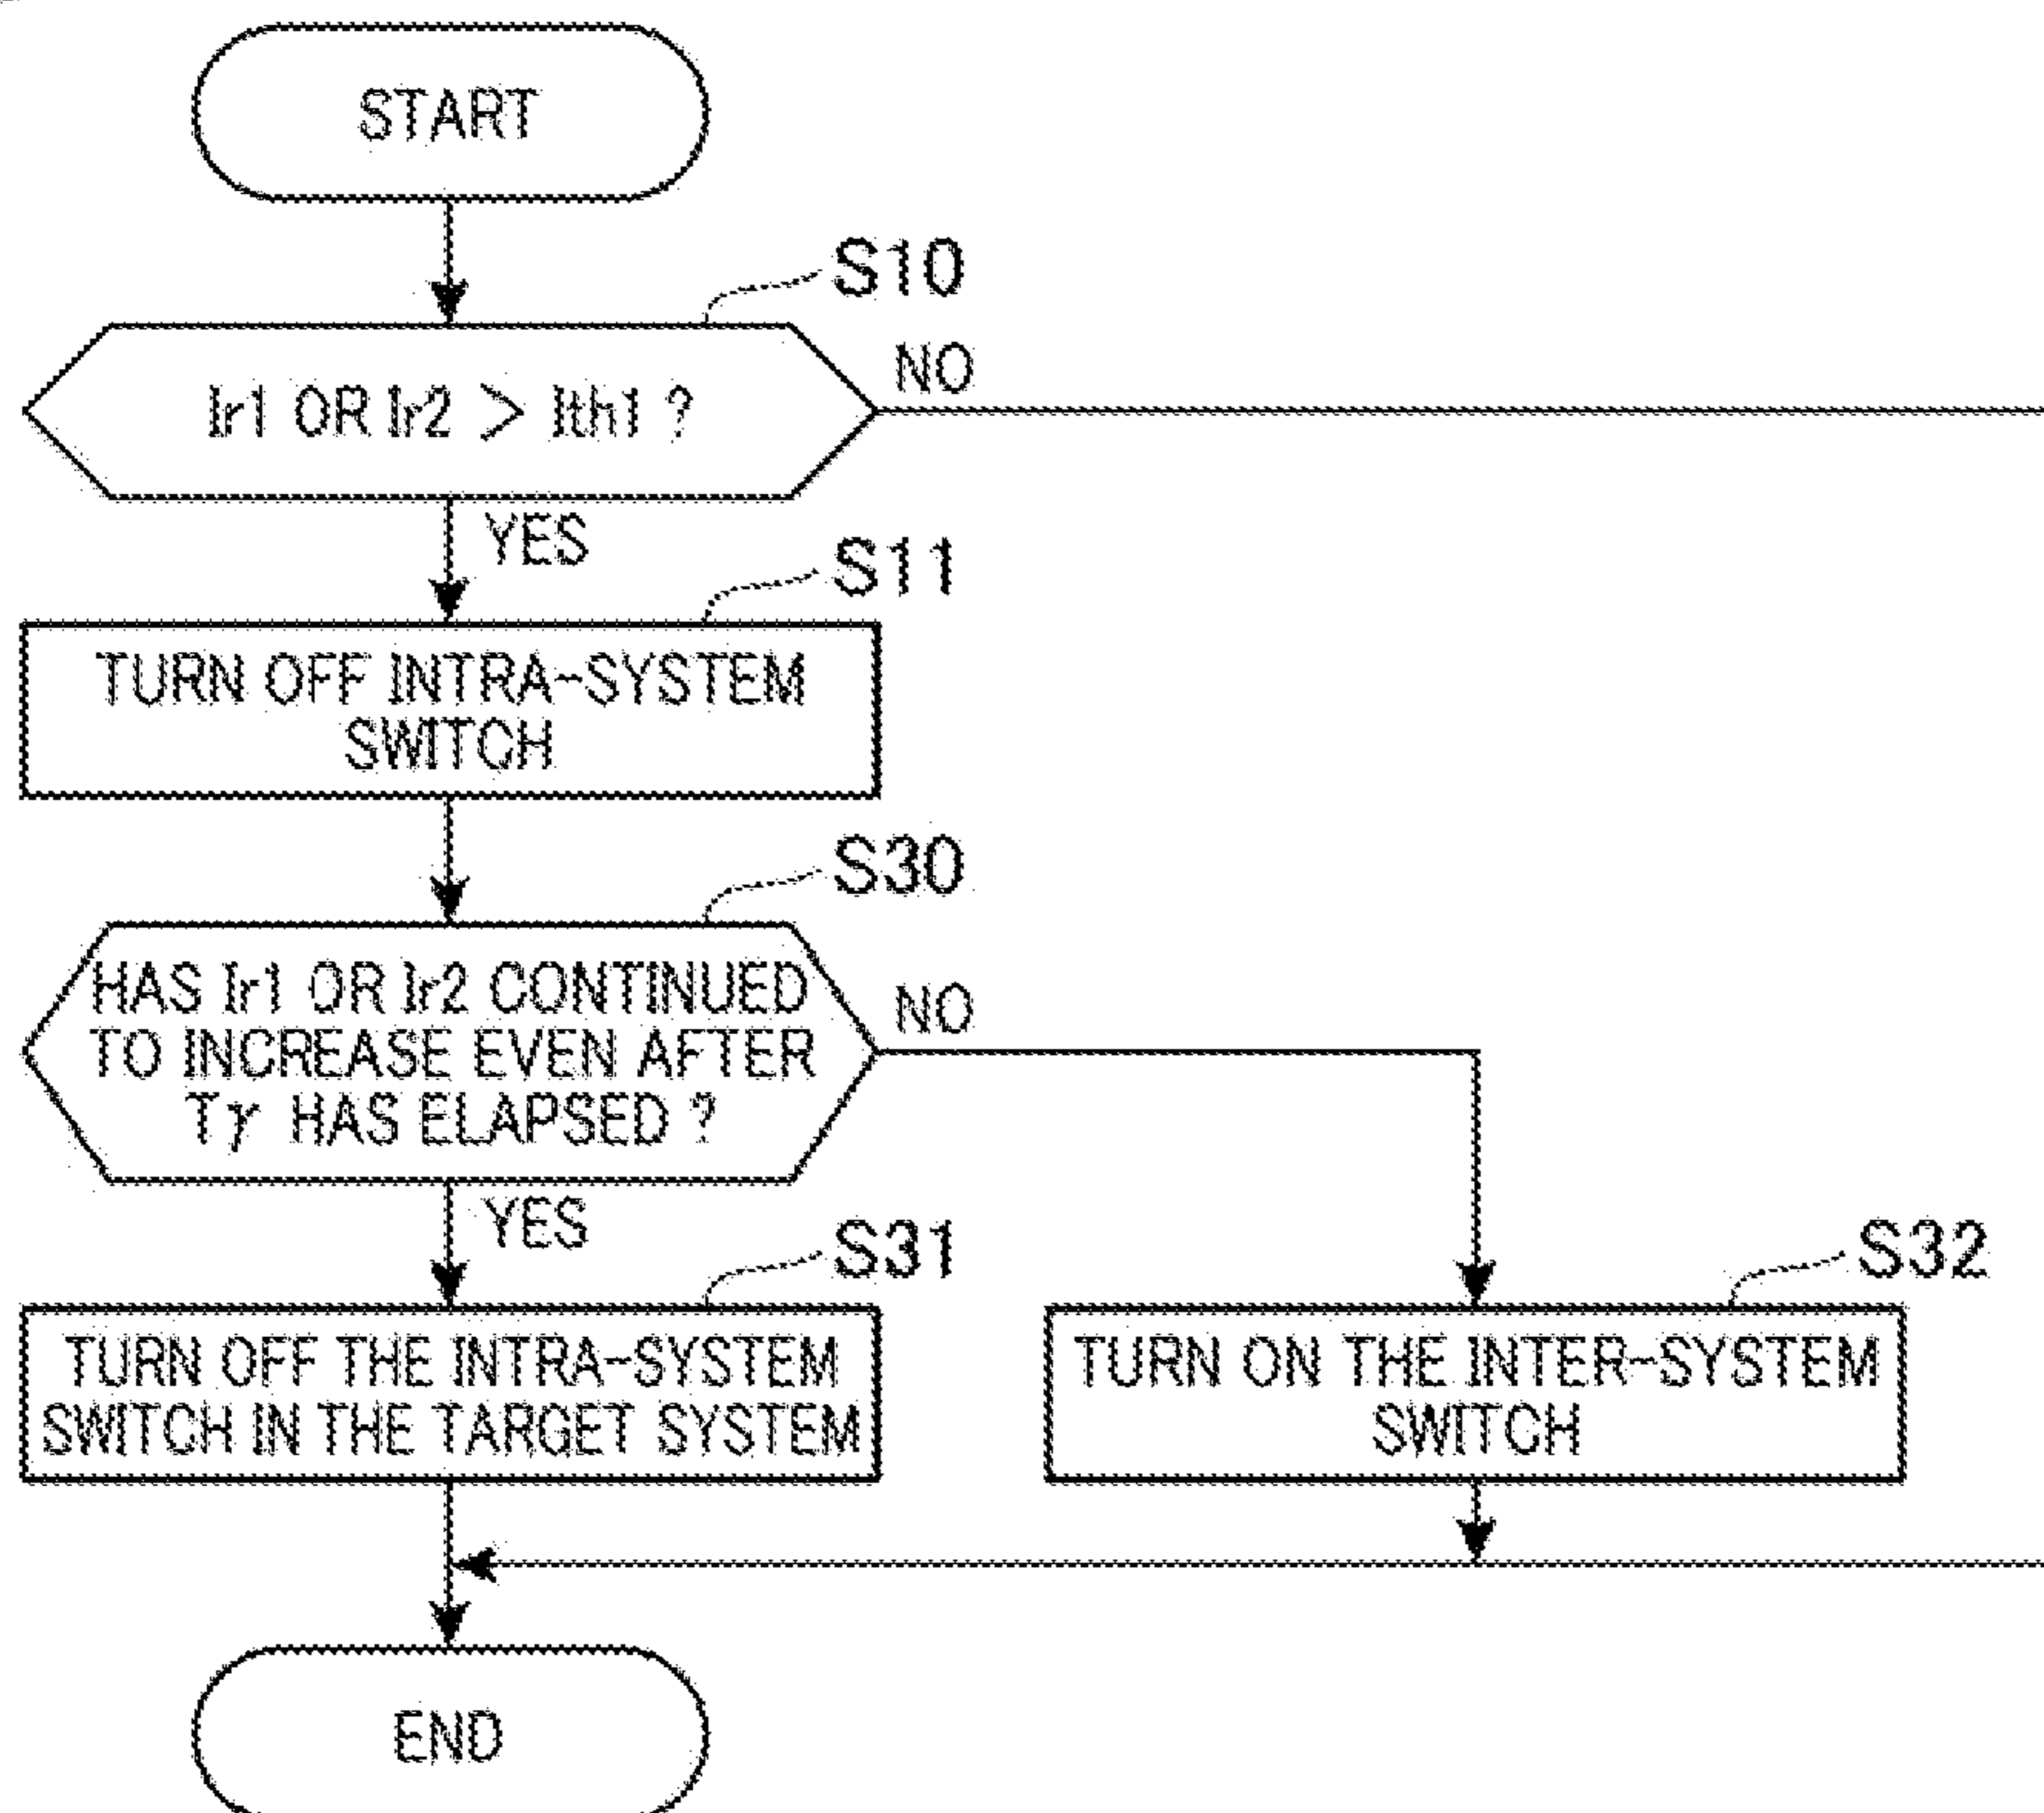 START
S10
Ir1 OR Ir2 > Ith1 ?
NO
YES
S11
TURN OFF INTRA-SYSTEM
SWITCH
S30
HAS Ir1 OR Ir2 CONTINUED
TO INCREASE EVEN AFTER
Tγ HAS ELAPSED ?
NO
YES
S31
TURN OFF THE INTRA-SYSTEM
SWITCH IN THE TARGET SYSTEM
S32
TURN ON THE INTER-SYSTEM
SWITCH
END